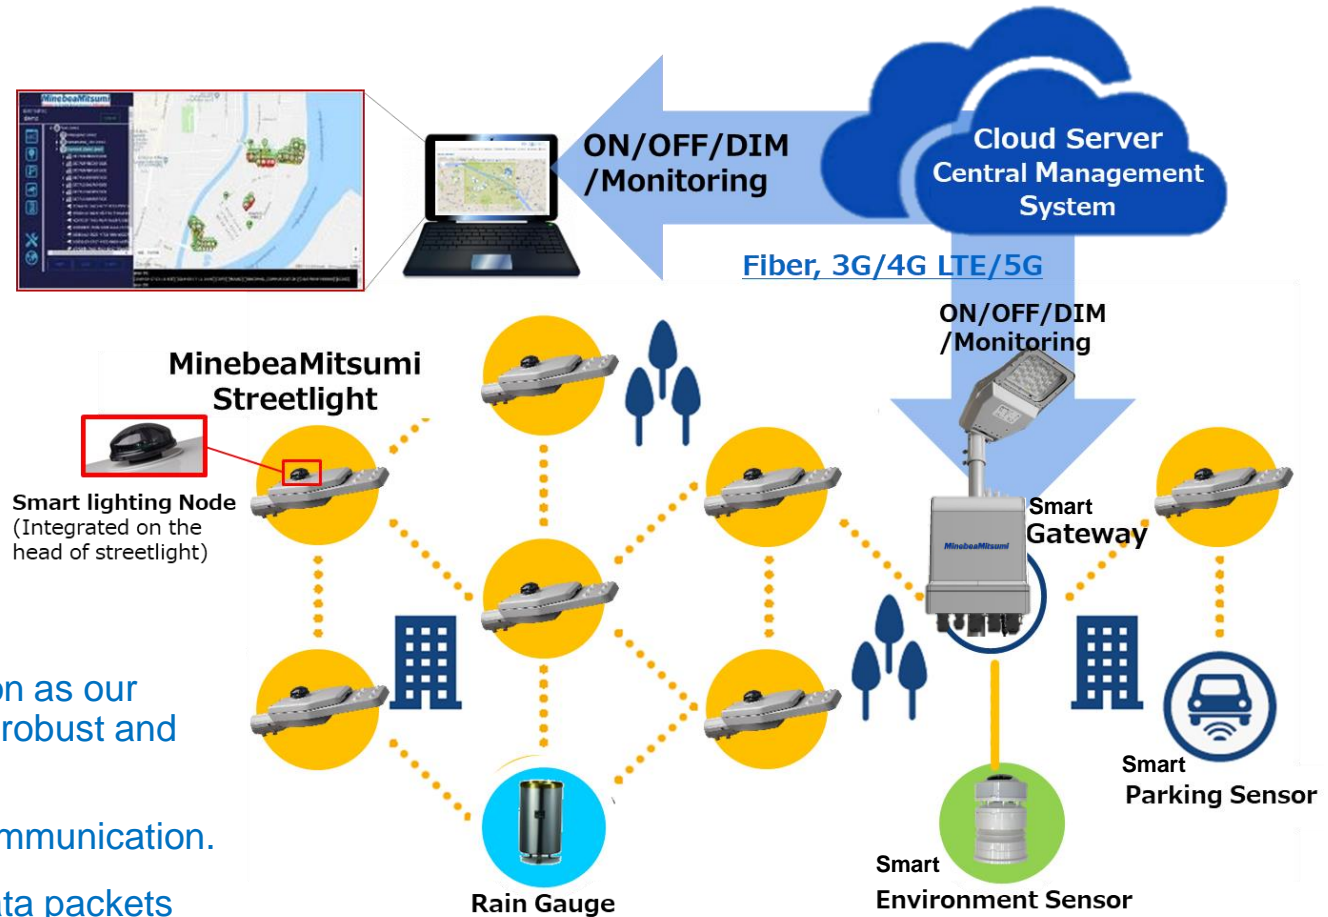 MinebeaMitsumi
ON/OFF/DIM
/Monitoring
Cloud Server
Central Management
System
Fiber, 3G/4G LTE/5G
ON/OFF/DIM
/Monitoring
MinebeaMitsumi
Streetlight
Smart lighting Node
(Integrated on the
head of streetlight)
Smart
Gateway
MinebeaMitsumi
on as our
robust and
mmunication.
ata packets
Smart
Parking Sensor
Smart
Environment Sensor
Rain Gauge